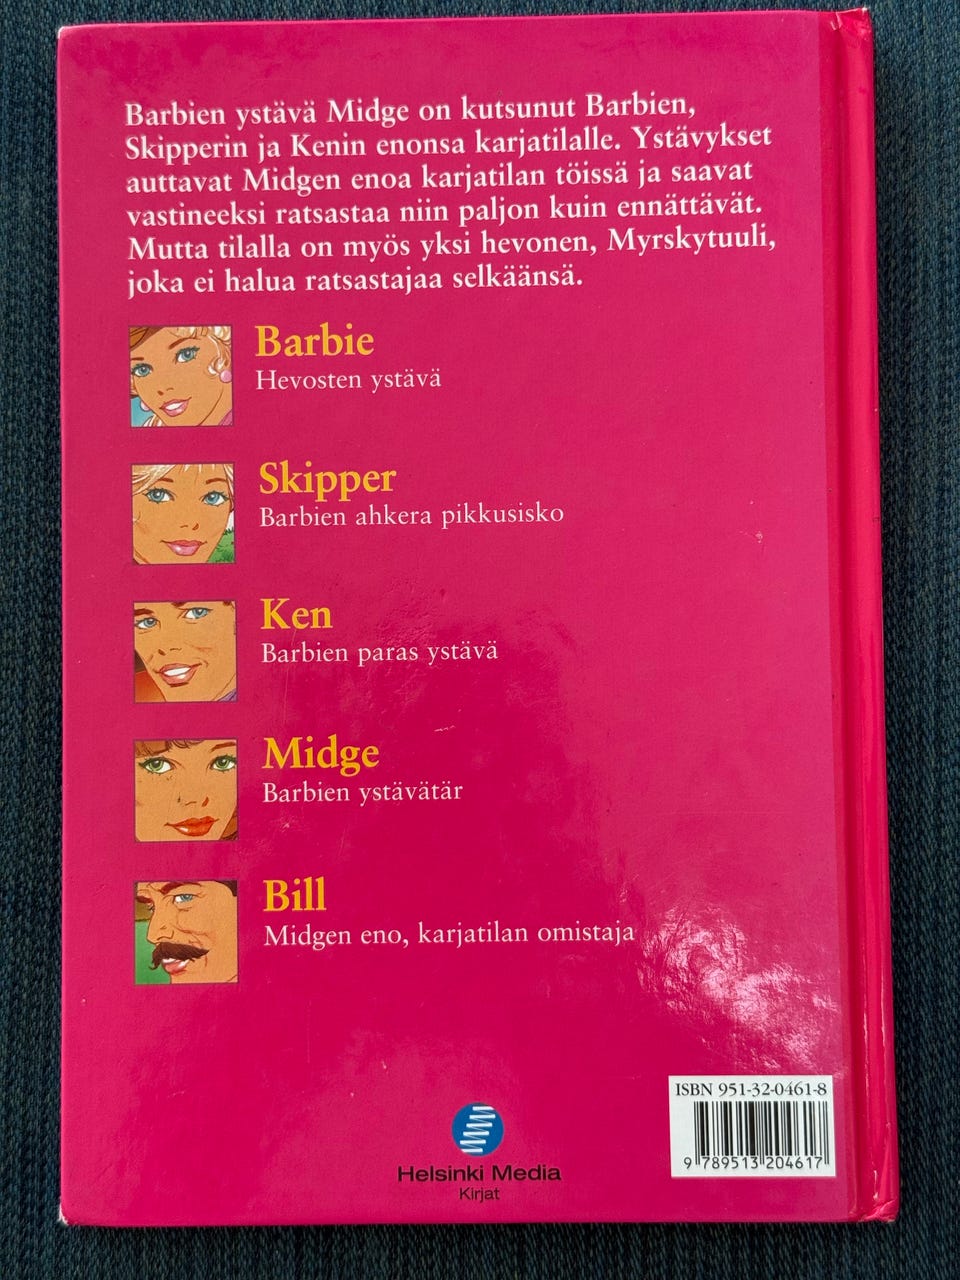 Barbien ystävä Midge on kutsunut Barbien,
Skipperin ja Kenin enonsa karjatilalle. Ystävykset
auttavat Midgen enoa karjatilan töissä ja saavat
vastineeksi ratsastaa niin paljon kuin ennättävät.
Mutta tilalla on myös yksi hevonen, Myrskytuuli,
joka ei halua ratsastajaa selkäänsä.
Barbie
Hevosten ystävä
Skipper
Barbien ahkera pikkusisko
Ken
Barbien paras ystävä
Midge
Barbien ystävätär
Bill
Midgen eno, karjatilan omistaja
ISBN 951-32-0461-8
9 789513 204617
Helsinki Media
Kirjat